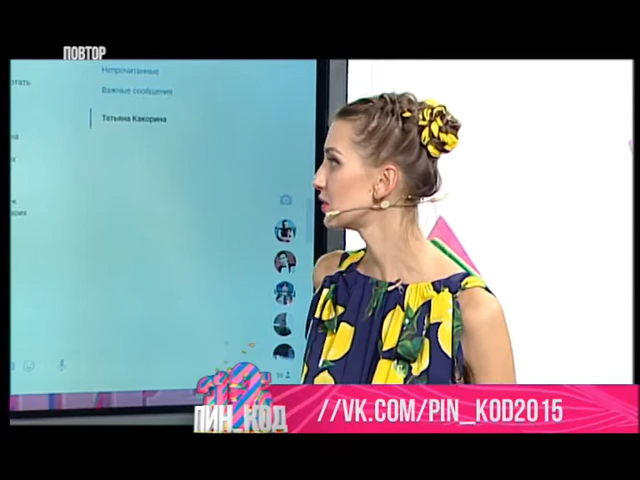 ПОВТОР
Непрочитанные
Важные сообщения
Татьяна Какорина
ПИН_КОД
//VK.COM/PIN_KOD2015